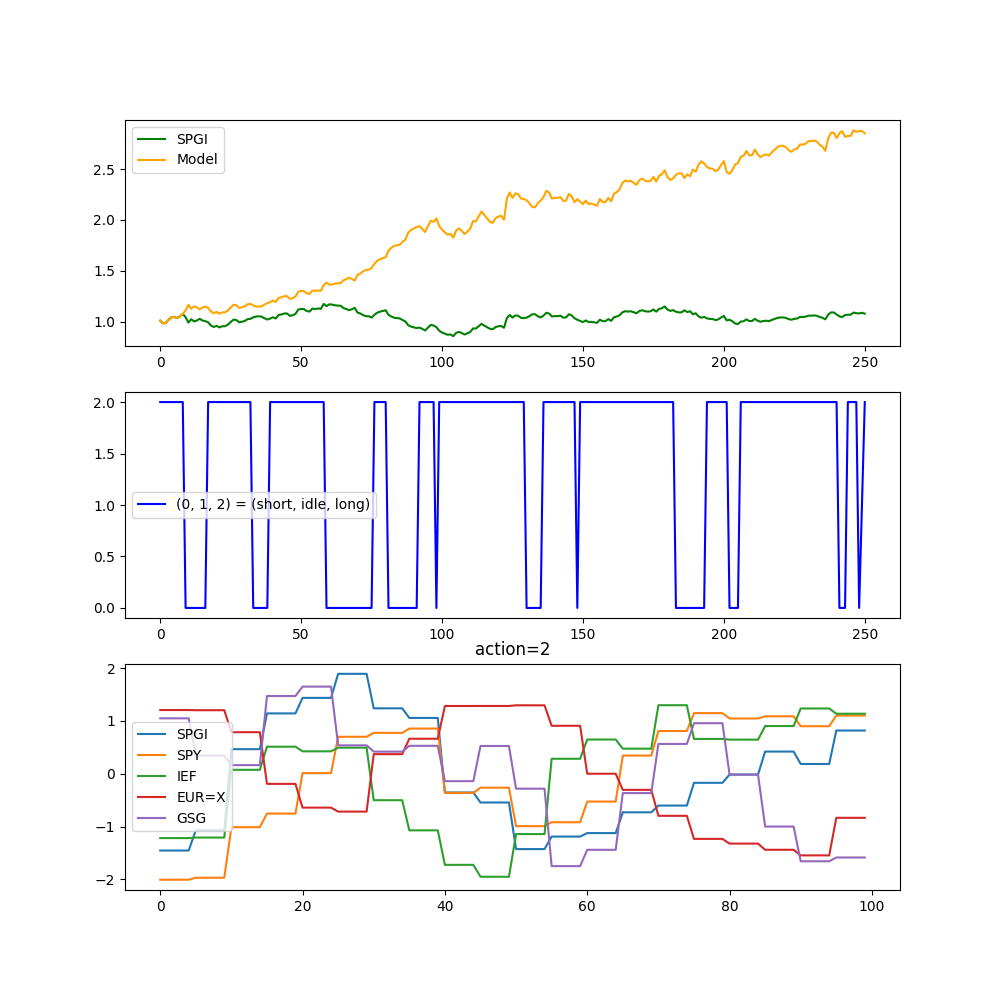 SPGI
Model
2.5
2.0
1.5
1.0
0 50 100 150 200 250
2.0
1.5
1.0
0.5
0.0
(0, 1, 2) = (short, idle, long)
0 50 100 150 200 250
action=2
2
1
0
−1
−2
SPGI
SPY
IEF
EUR=X
GSG
0 20 40 60 80 100